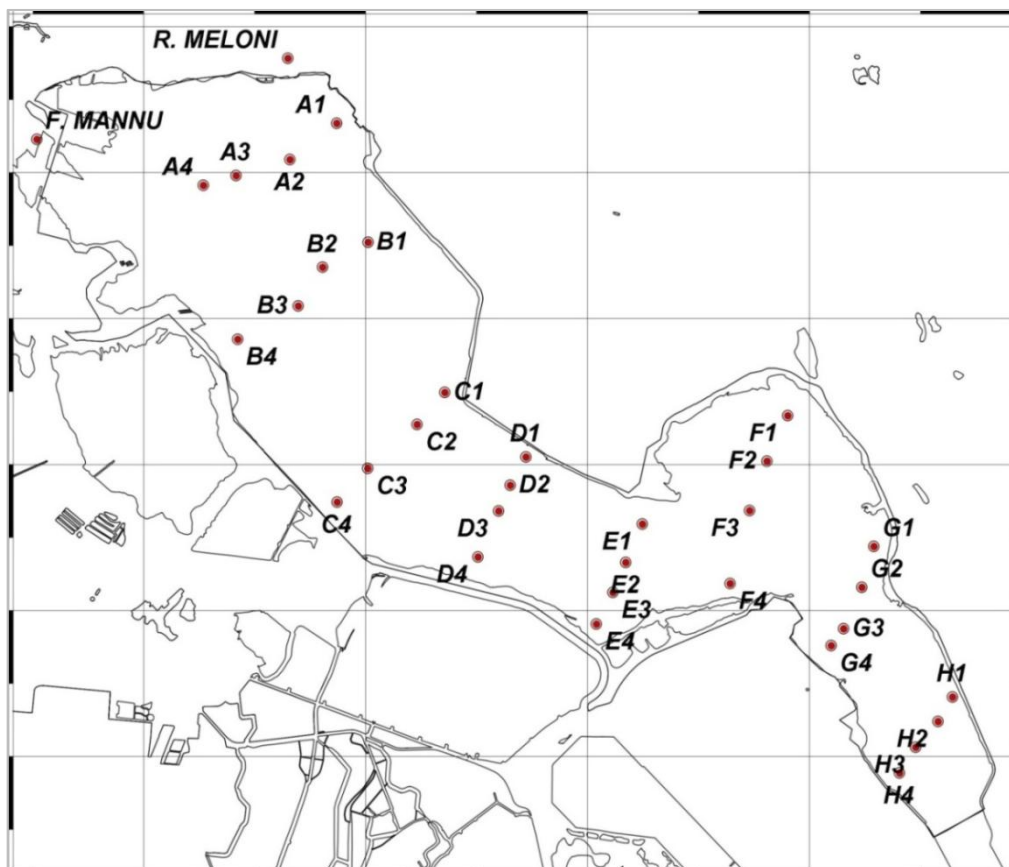 R. MELONI
A1
F. MANNU
A3
A4
A2
B2
B1
B3
B4
C1
C2
D1
F1
F2
C3
D2
C4
D3
F3
G1
E1
D4
G2
E2
F4
E3
E4
G3
G4
H1
H2
H3
H4